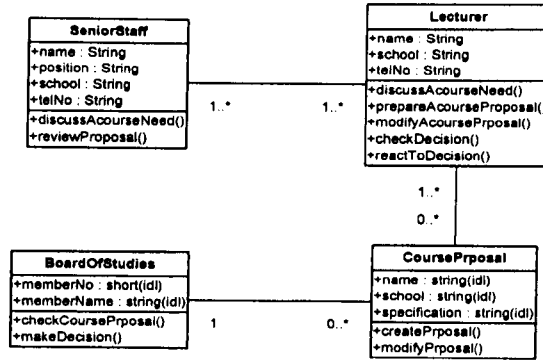 SeniorStaff
+name : String
+position : String
+school : String
+telNo : String
+discussAcourseNeed()
+reviewProposal()
1..*
1..*
Lecturer
+name : String
+school : String
+telNo : String
+discussAcourseNeed()
+prepareAcourseProposal()
+modifyAcoursePrposal()
+checkDecision()
+reactToDecision()
1..*
0..*
BoardOfStudies
+memberNo : short(idl)
+memberName : string(idl)
+checkCoursePrposal()
+makeDecision()
1
0..*
CoursePrposal
+name : string(idl)
+school : string(idl)
+specification : string(idl)
+createPrposal()
+modifyPrposal()